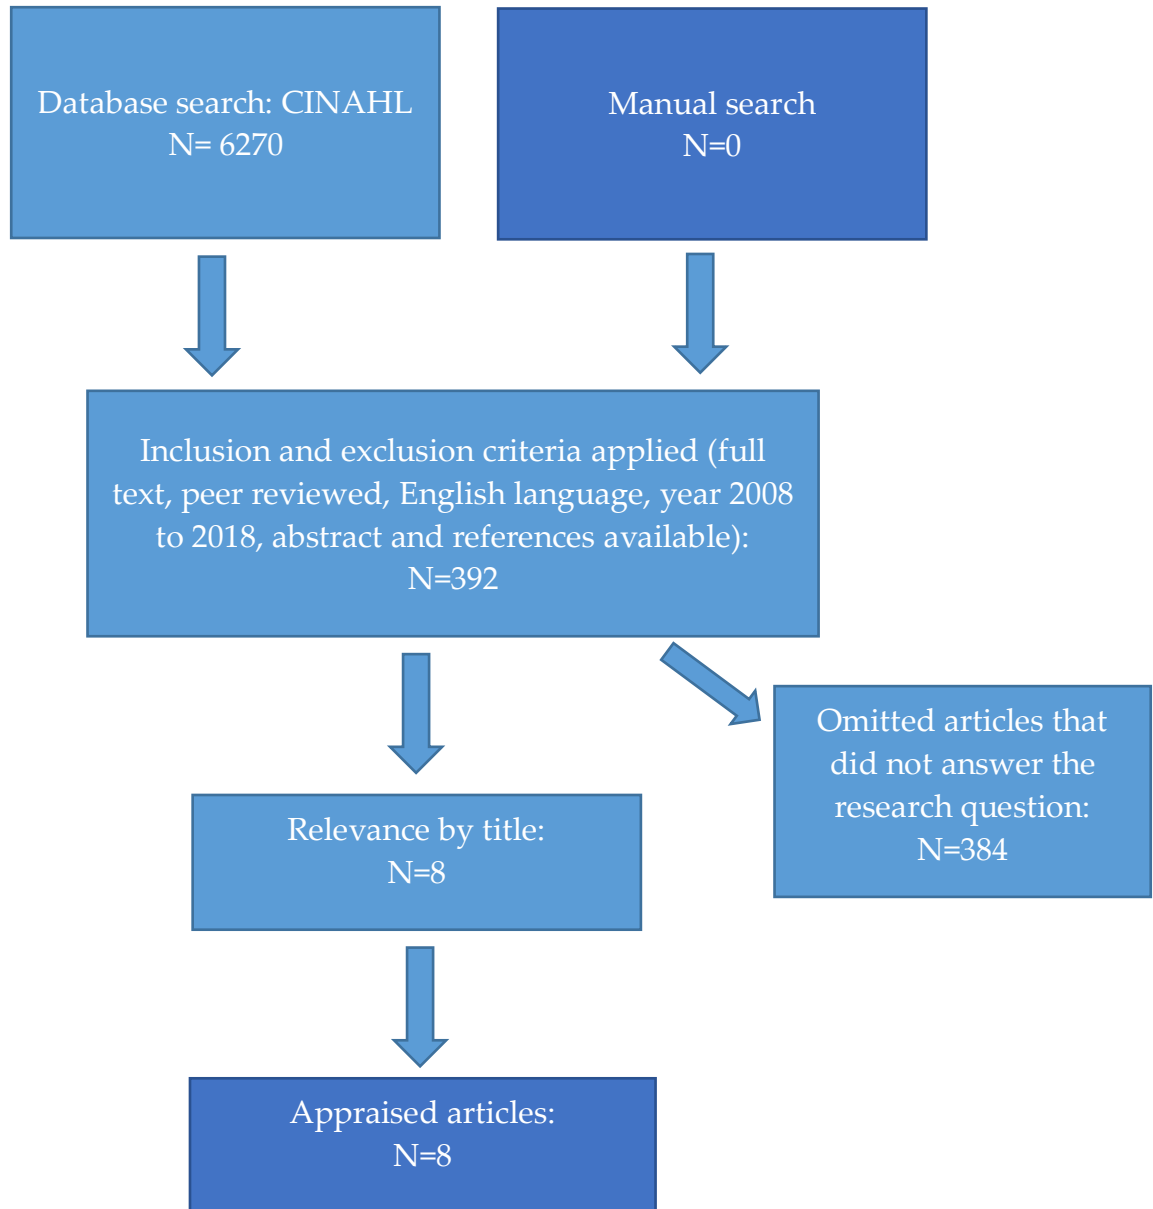 Database search: CINAHL
N= 6270
Manual search
N=0
Inclusion and exclusion criteria applied (full
text, peer reviewed, English language, year 2008
to 2018, abstract and references available):
N=392
Omitted articles that
did not answer the
research question:
N=384
Relevance by title:
N=8
Appraised articles:
N=8